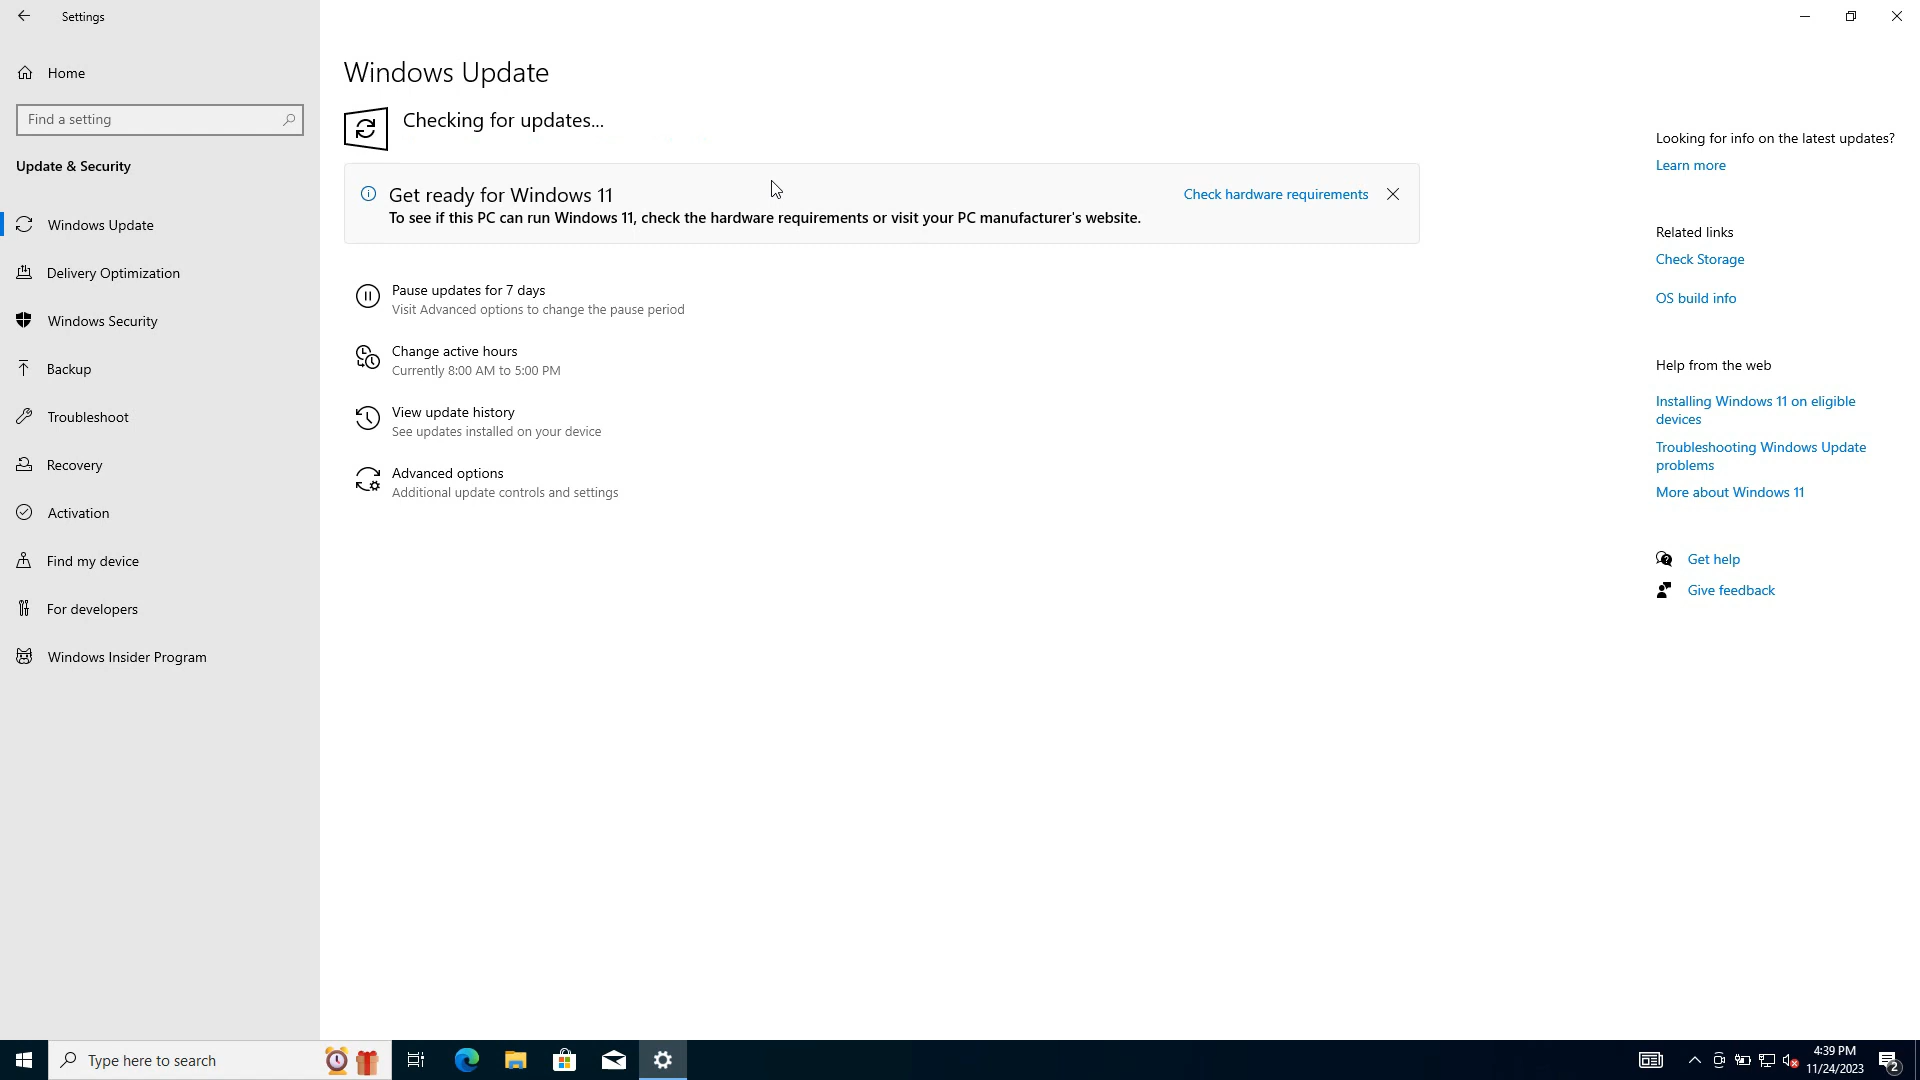 Settings
Home
Find a setting
Update & Security
Windows Update
Delivery Optimization
Windows Security
Backup
Troubleshoot
Recovery
Activation
Find my device
For developers
Windows Insider Program
Windows Update
Checking for updates...
Get ready for Windows 11
Check hardware requirements
To see if this PC can run Windows 11, check the hardware requirements or visit your PC manufacturer's website.
Pause updates for 7 days
Visit Advanced options to change the pause period
Change active hours
Currently 8:00 AM to 5:00 PM
View update history
See updates installed on your device
Advanced options
Additional update controls and settings
Looking for info on the latest updates?
Learn more
Related links
Check Storage
OS build info
Help from the web
Installing Windows 11 on eligible
devices
Troubleshooting Windows Update
problems
More about Windows 11
Get help
Give feedback
Type here to search
4:39 PM
11/24/2023
2